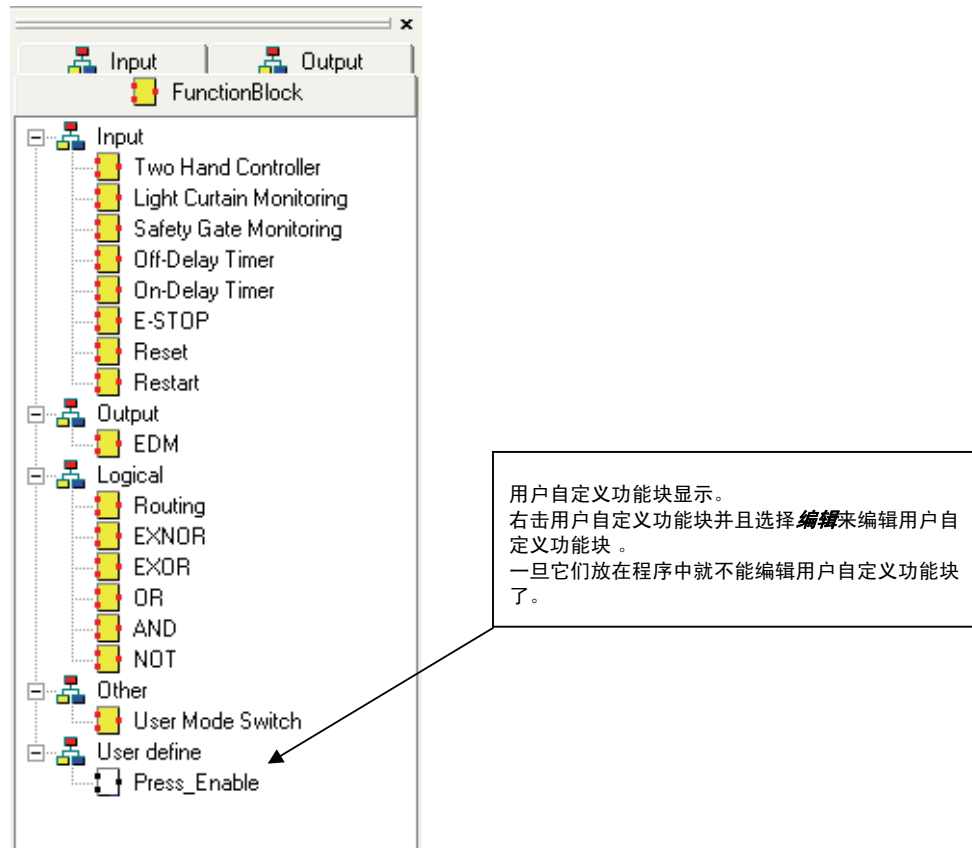 x
Input
Output
FunctionBlock
Input
Two Hand Controller
Light Curtain Monitoring
Safety Gate Monitoring
Off-Delay Timer
On-Delay Timer
E-STOP
Reset
Restart
Output
EDM
Logical
Routing
EXNOR
EXOR
OR
AND
NOT
Other
User Mode Switch
User define
Press_Enable
用户自定义功能块显示。
右击用户自定义功能块并且选择编辑来编辑用户自
定义功能块 。
一旦它们放在程序中就不能编辑用户自定义功能块
了。